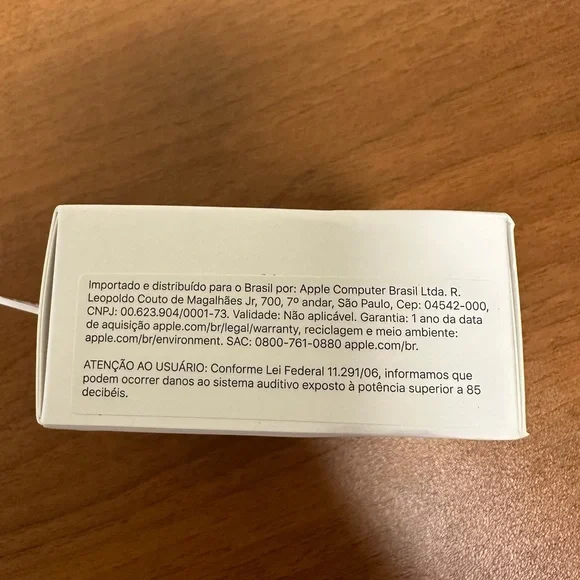 Importado e distribuído para o Brasil por: Apple Computer Brasil Ltda. R.
Leopoldo Couto de Magalhães Jr, 700, 7º andar, São Paulo, Cep: 04542-000,
CNPJ: 00.623.904/0001-73. Validade: Não aplicável. Garantia: 1 ano da data
de aquisição apple.com/br/legal/warranty, reciclagem e meio ambiente:
apple.com/br/environment. SAC: 0800-761-0880 apple.com/br.
ATENÇÃO AO USUÁRIO: Conforme Lei Federal 11.291/06, informamos que
podem ocorrer danos ao sistema auditivo exposto à potência superior a 85
decibéis.